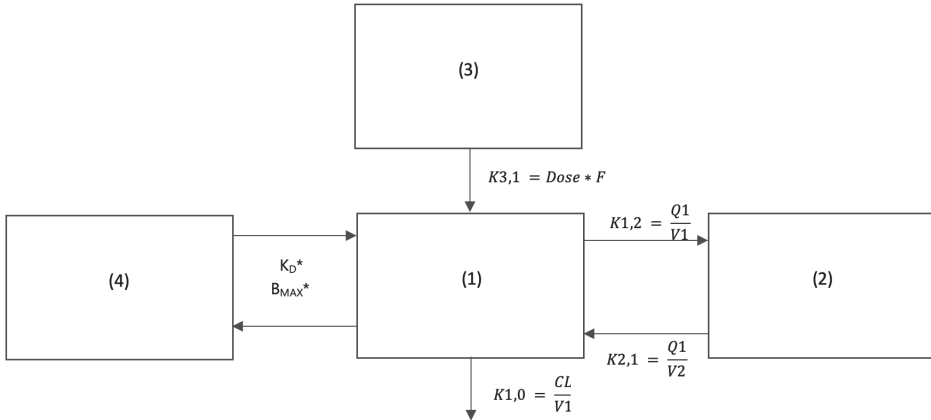 (3)
K3,1 = Dose * F
K1,2 = Q1/V1
(4)
K_D*
B_MAX*
(1)
(2)
K2,1 = Q1/V2
K1,0 = CL/V1